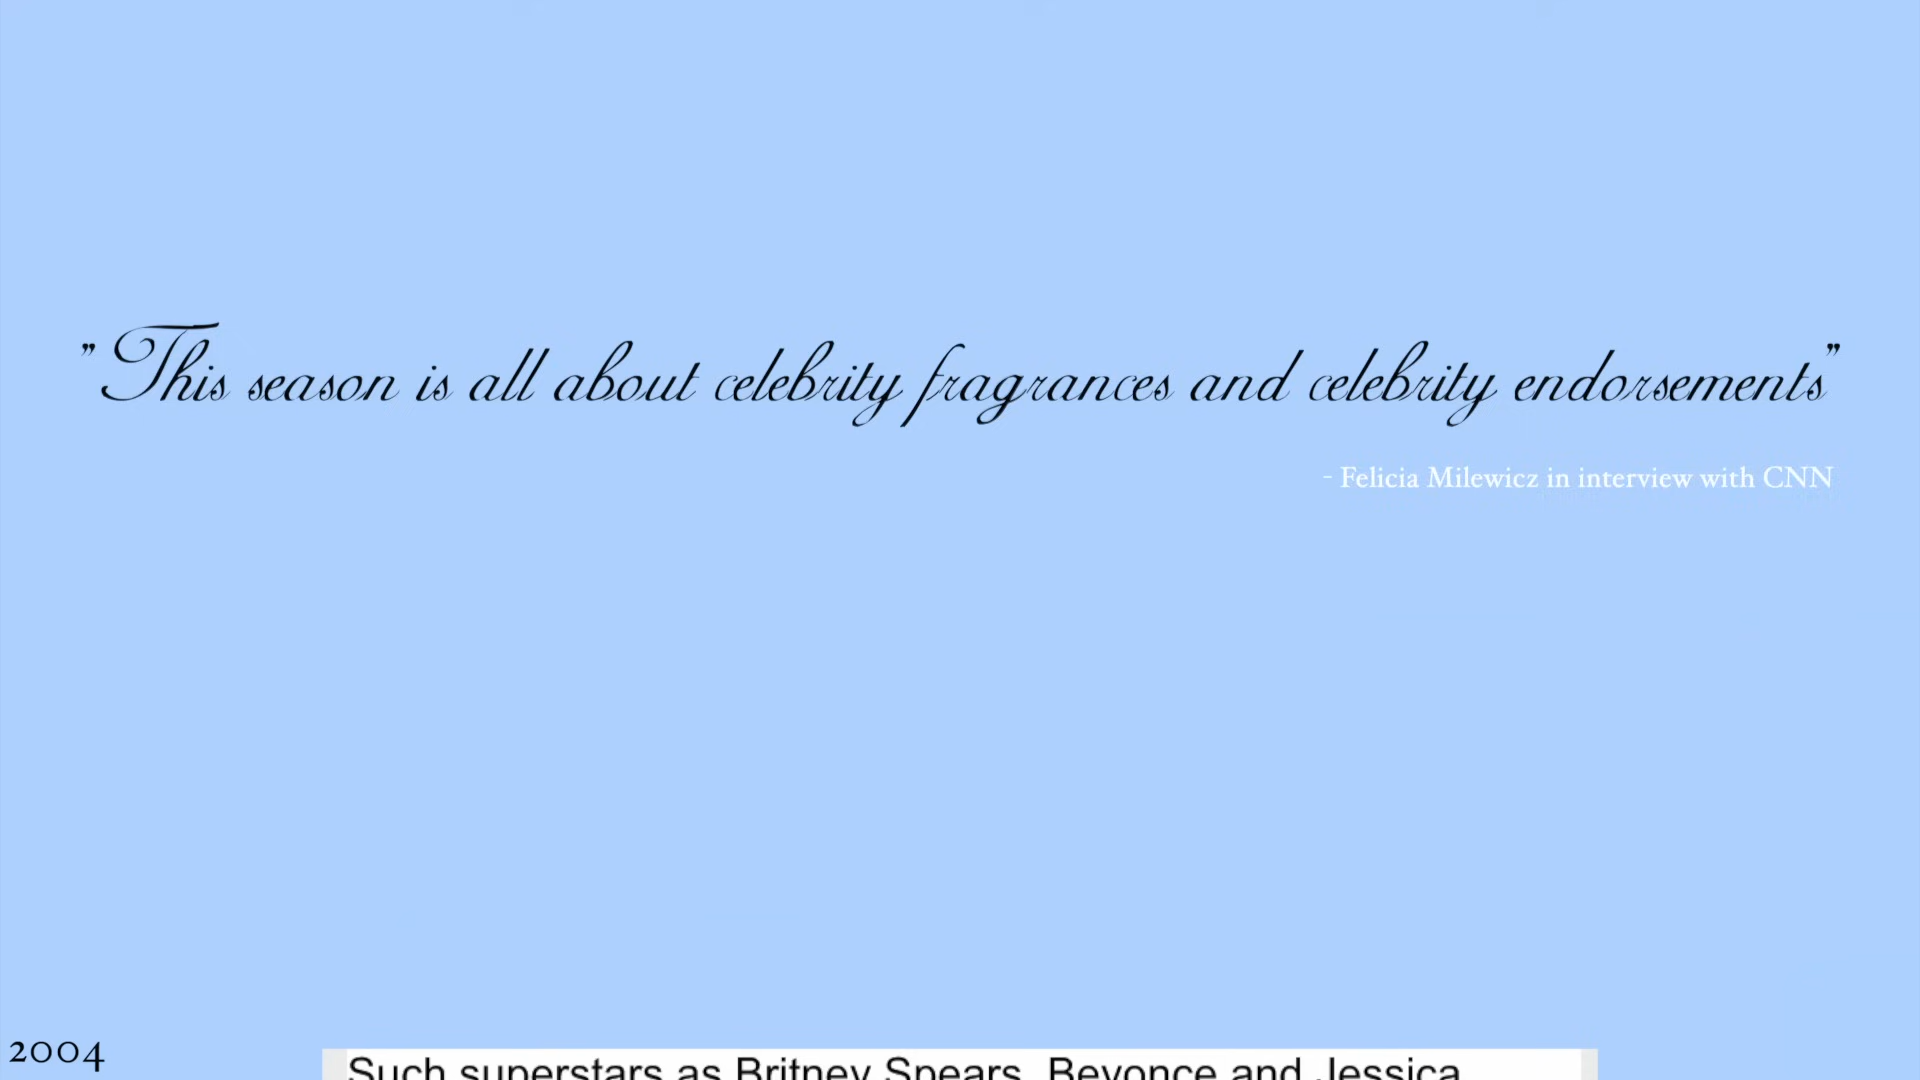 "This season is all about celebrity fragrances and celebrity endorsements"
- Felicia Milewicz in interview with CNN
2004
Such superstars as Britney Spears, Beyonce and Jessica